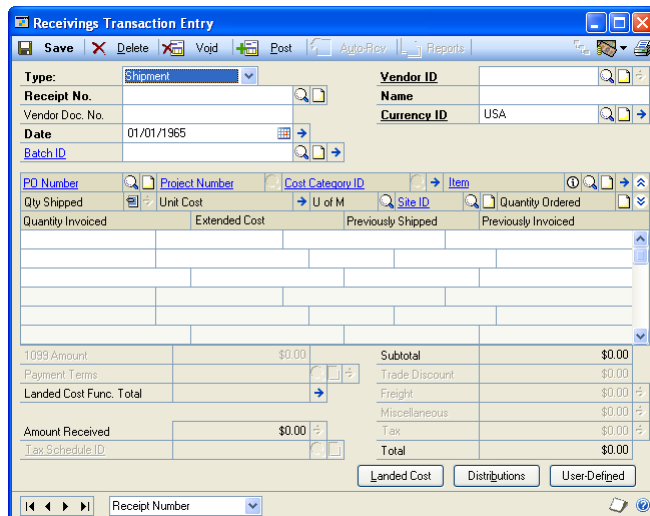 Receivings Transaction Entry
Save Delete Void Post Auto-Rcv Reports
Type: Shipment Vendor ID
Receipt No. Name
Vendor Doc. No. Currency ID USA
Date 01/01/1965
Batch ID
PO Number Project Number Cost Category ID Item
Qty Shipped Unit Cost U of M Site ID Quantity Ordered
Quantity Invoiced Extended Cost Previously Shipped Previously Invoiced
1099 Amount $0.00 Subtotal $0.00
Payment Terms Trade Discount $0.00
Landed Cost Func. Total Freight $0.00
Miscellaneous $0.00
Amount Received $0.00 Tax $0.00
Tax Schedule ID Total $0.00
Landed Cost Distributions User-Defined
Receipt Number